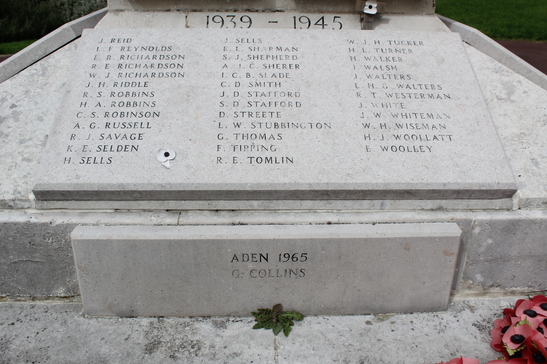 1939 - 1945
J. REID
L. F. REYNOLDS
E. B. RICHARDSON
R. E. RICHARDSON
W. J. RICHARDSON
J. H. RIDDLE
R. S. ROBBINS
H. A. ROBBINS
C. S. ROBINSON
A. G. RUSSELL
R. J. SAVAGE
K. E. SELDEN
H. SELLS
J. SELLS
E. L. SHARMAN
S. J. SHEPHERD
A. J. C. SHERER
I. C. B. SLADE
C. D. SMITH
J. D. STAFFORD
S. D. STAFFORD
D. STREETE
L. W. STUBBINGTON
G. THOMAS
F. TIPPING
R. E. TOMLIN
W. J. H. TUCKER
H. L. TURNER
H. WALKER
J. WALSH
J. WALTERS
L. H. G. WALTERS
R. T. WESTERMAN
J. WHITE
J. W. WHITEMAN
W. H. WISEMAN
H. J. WOOLLATT
E. WOOLLEY
ADEN 1965
G. COLLINS